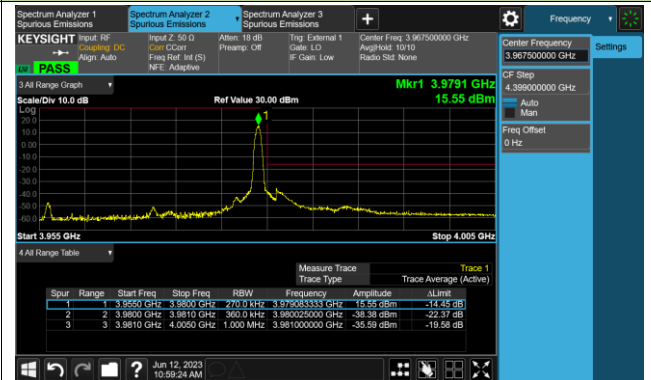 Spectrum Analyzer 1
Spurious Emissions
Spectrum Analyzer 2
Spurious Emissions
Spectrum Analyzer 3
Spurious Emissions
Frequency
KEYSIGHT
Input: RF
Coupling: DC
Align: Auto
Input Z: 50 Ω
Corr CCorr
Freq Ref: Int (S)
NFE: Adaptive
Atten: 18 dB
Preamp: Off
Trig: External 1
Gate: LO
IF Gain: Low
Center Freq: 3.967500000 GHz
Avg|Hold: 10/10
Radio Std: None
PASS
Center Frequency
3.967500000 GHz
Settings
CF Step
4.399000000 GHz
Auto
Man
Freq Offset
0 Hz
3 All Range Graph
Mkr1 3.9791 GHz
15.55 dBm
Scale/Div 10.0 dB
Ref Value 30.00 dBm
Log
20.0
10.0
0.00
-10.0
-20.0
-30.0
-40.0
-50.0
-60.0
1
Start 3.955 GHz
Stop 4.005 GHz
4 All Range Table
Measure Trace Trace 1
Trace Type Trace Average (Active)
Spur Range Start Freq Stop Freq RBW Frequency Amplitude ΔLimit
1 1 3.9550 GHz 3.9800 GHz 270.0 kHz 3.979083333 GHz 15.55 dBm -14.45 dB
2 2 3.9800 GHz 3.9810 GHz 360.0 kHz 3.980025000 GHz -38.38 dBm -22.37 dB
3 3 3.9810 GHz 4.0050 GHz 1.000 MHz 3.981000000 GHz -35.59 dBm -19.58 dB
Jun 12, 2023
10:59:24 AM